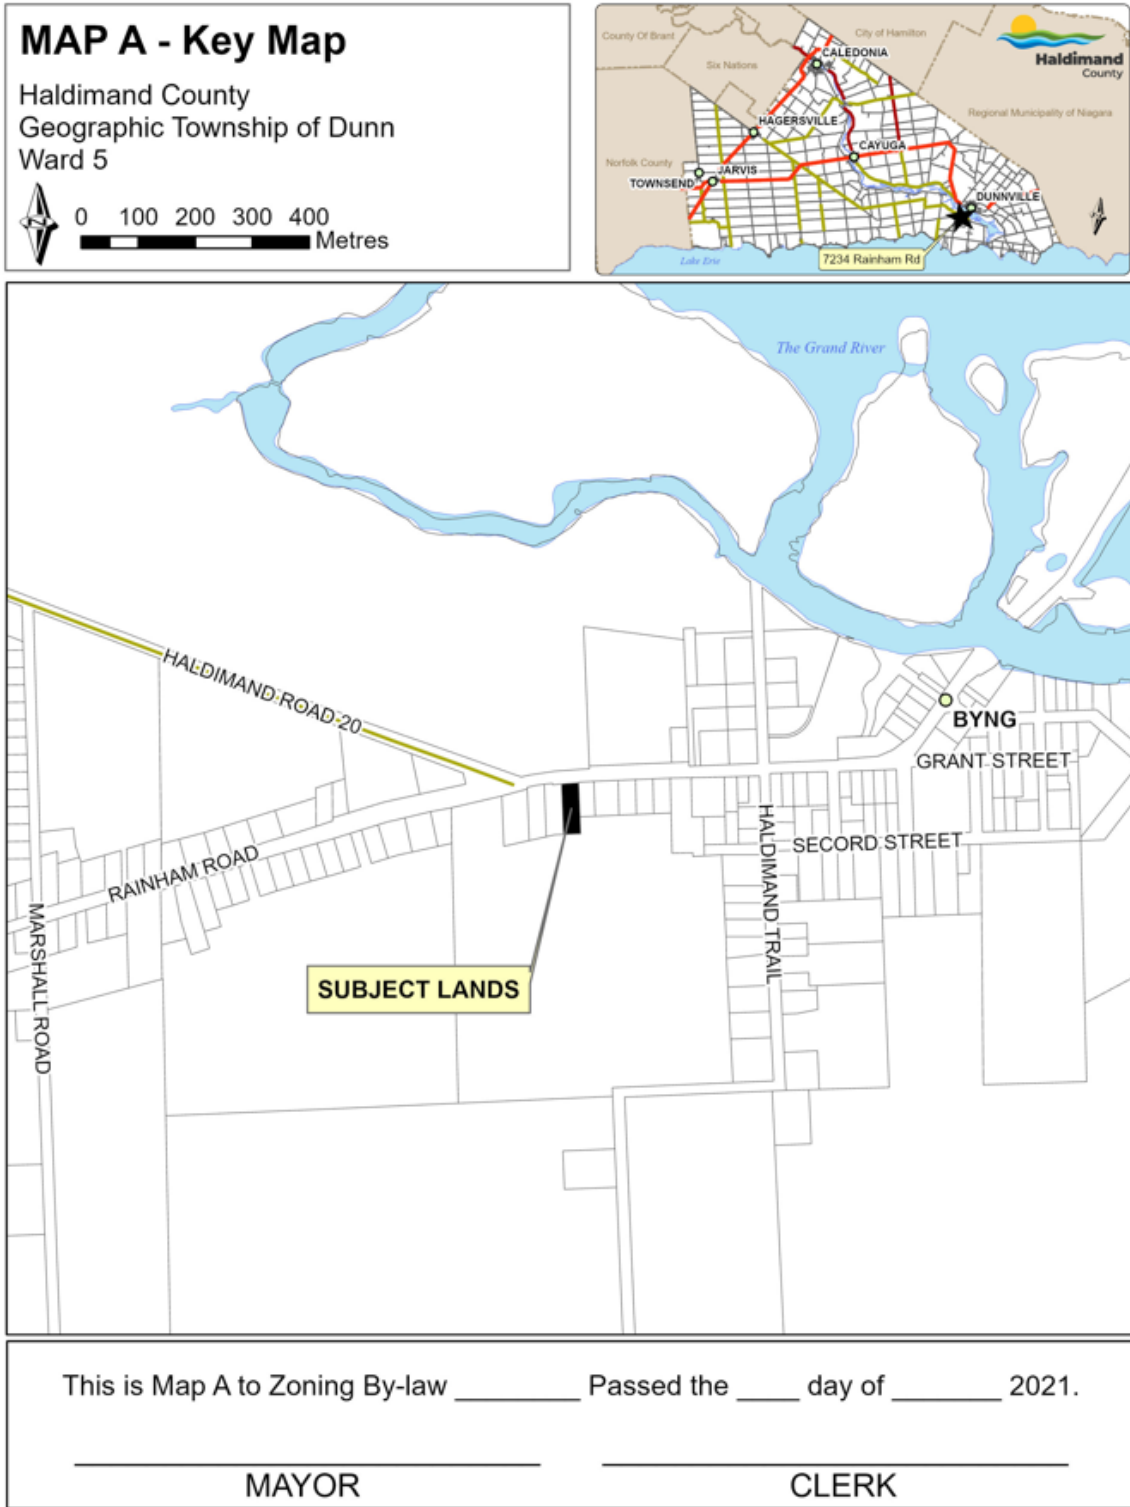 MAP A - Key Map
Haldimand County
Geographic Township of Dunn
Ward 5
N
0 100 200 300 400
Metres
County Of Brant
City of Hamilton
Six Nations
CALEDONIA
Haldimand
County
Regional Municipality of Niagara
HAGERSVILLE
CAYUGA
Norfolk County
JARVIS
TOWNSEND
DUNNVILLE
Lake Erie
7234 Rainham Rd
The Grand River
HALDIMAND ROAD 20
BYNG
GRANT STREET
SECOND STREET
HALDIMAND TRAIL
RAINHAM ROAD
MARSHALL ROAD
SUBJECT LANDS
This is Map A to Zoning By-law _________ Passed the ____ day of _______ 2021.
MAYOR CLERK